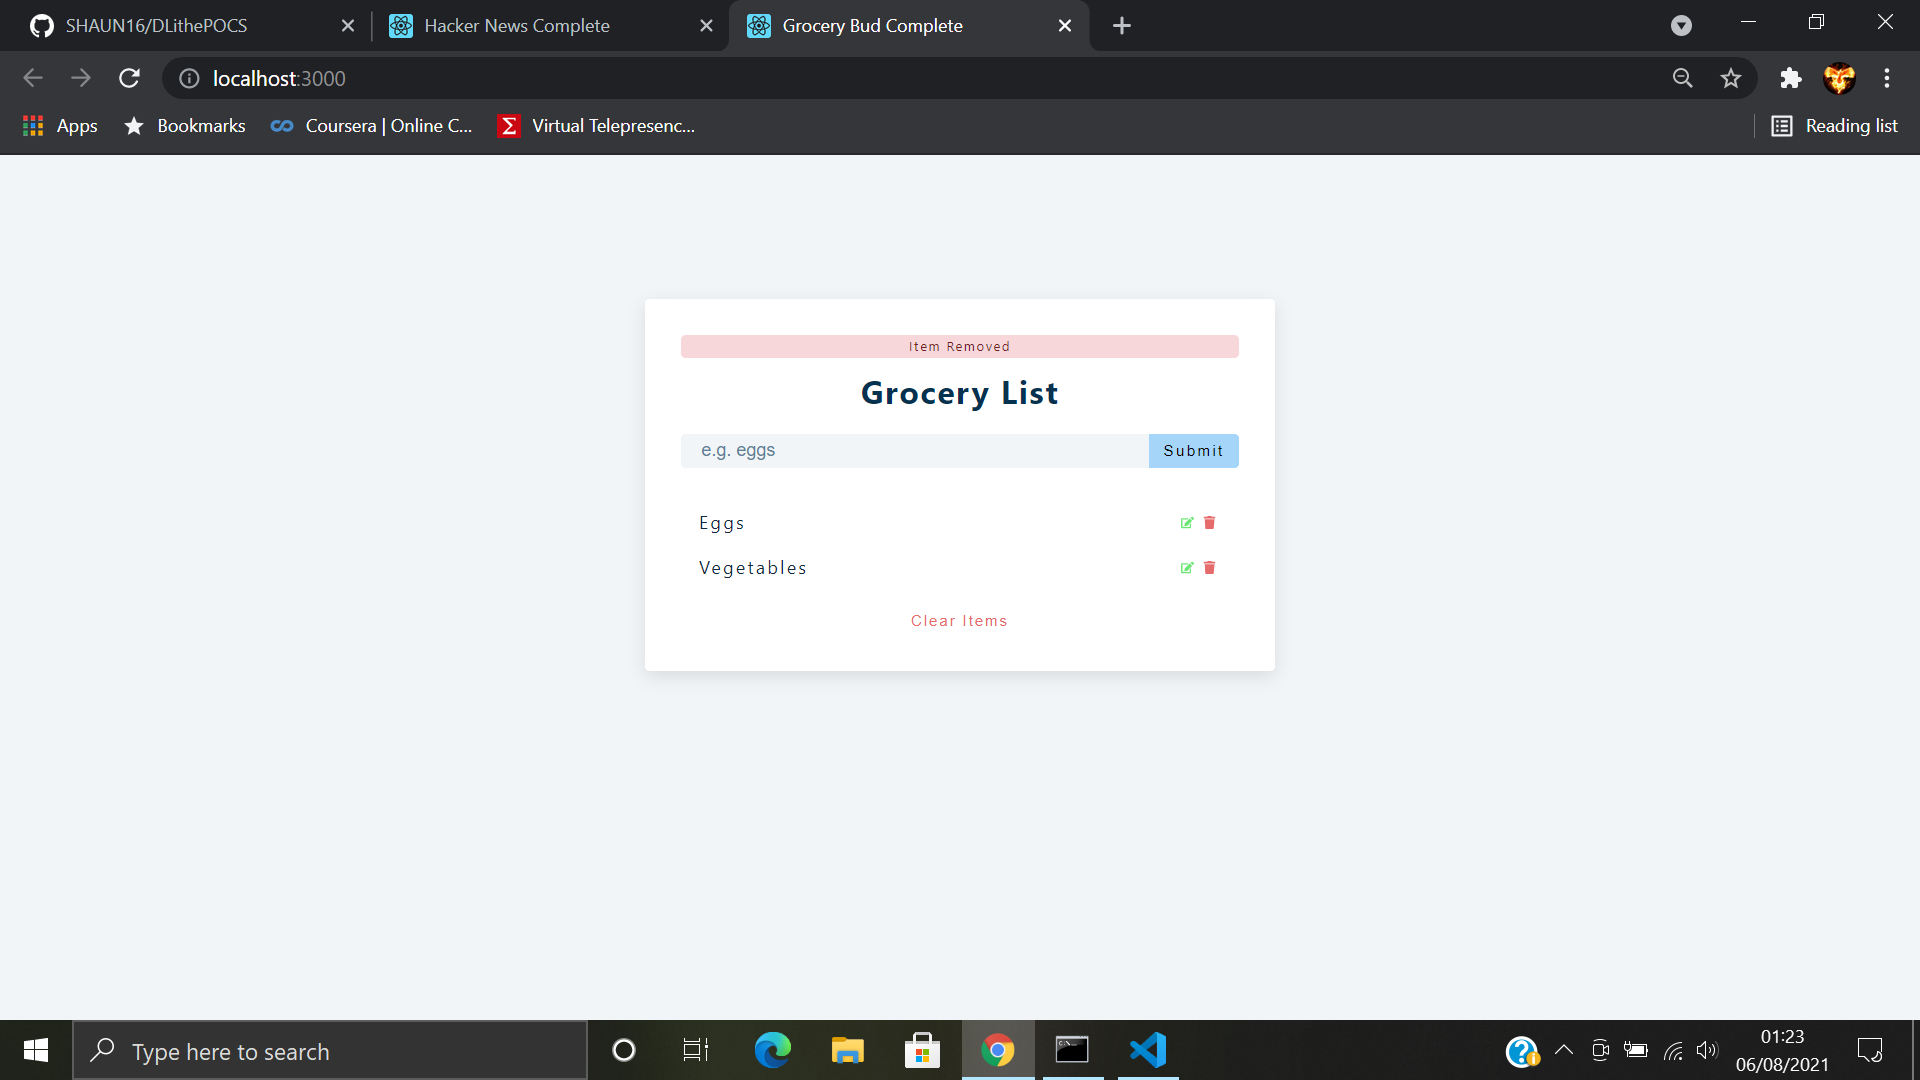 SHAUN16/DLithePOCS
Hacker News Complete
Grocery Bud Complete
localhost:3000
Apps
Bookmarks
Coursera | Online C...
Virtual Telepresenc...
Reading list
Item Removed
Grocery List
e.g. eggs
Submit
Eggs
Vegetables
Clear Items
Type here to search
01:23
06/08/2021